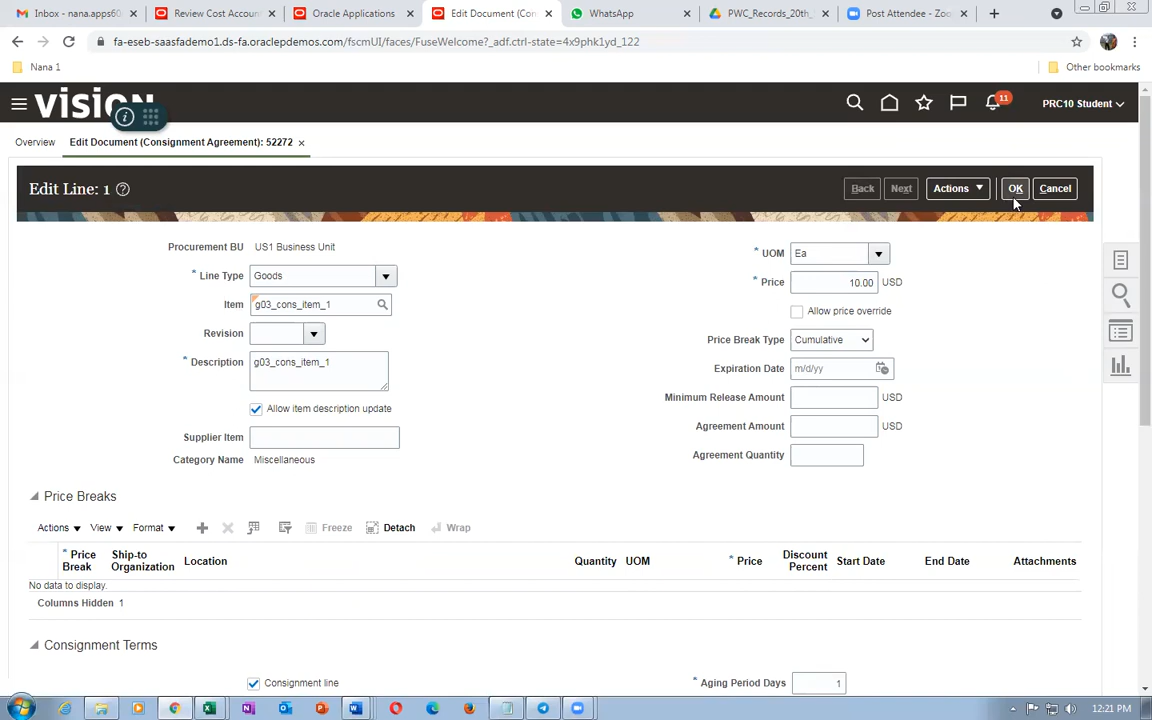 Inbox - nana.apps60 Review Cost Accoun Oracle Applications Edit Document (Con WhatsApp PWC_Records_20th_ Post Attendee - Zoo
fa-eseb-saasfademo1.ds-fa.oraclepdemos.com/fscmUI/faces/FuseWelcome?_adf.ctrl-state=4x9phk1yd_122
Nana 1 Other bookmarks
vision 11 PRC10 Student
Overview Edit Document (Consignment Agreement): 52272
Edit Line: 1 Back Next Actions OK Cancel
Procurement BU US1 Business Unit
* Line Type Goods
Item g03_cons_item_1
Revision
* Description g03_cons_item_1
Allow item description update
Supplier Item
Category Name Miscellaneous
* UOM Ea
* Price 10.00 USD
Allow price override
Price Break Type Cumulative
Expiration Date m/d/yy
Minimum Release Amount USD
Agreement Amount USD
Agreement Quantity
Price Breaks
Actions View Format Freeze Detach Wrap
* Price Break Ship-to Organization Location Quantity UOM * Price Discount Percent Start Date End Date Attachments
No data to display.
Columns Hidden 1
Consignment Terms
Consignment line * Aging Period Days 1
12:21 PM